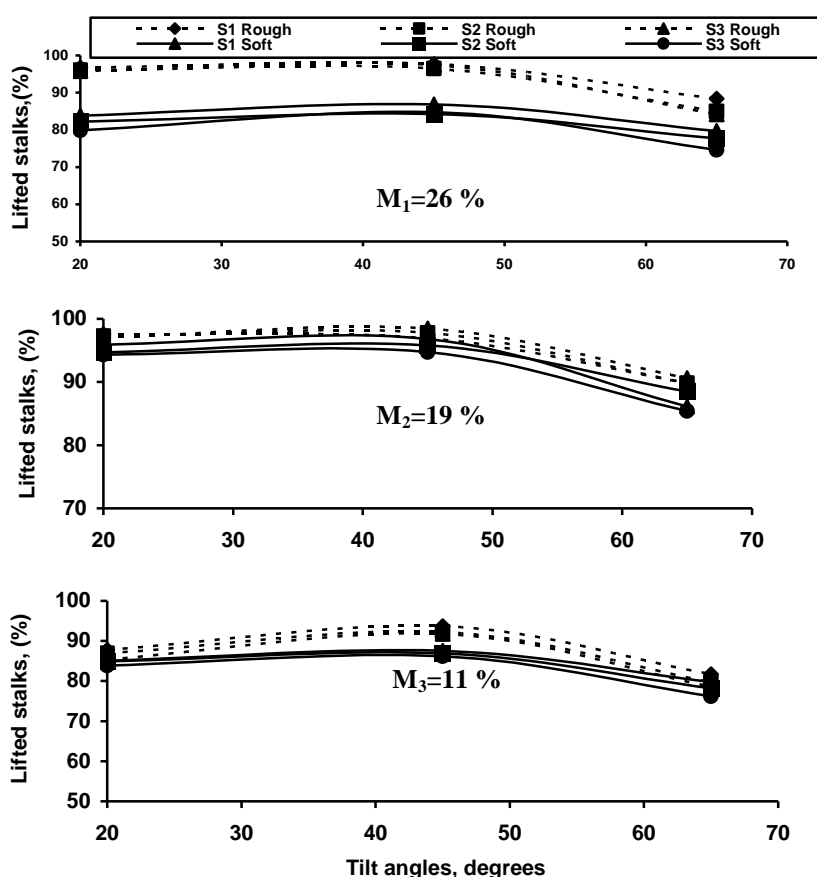 S1 Rough S2 Rough S3 Rough
S1 Soft S2 Soft S3 Soft
Lifted stalks,(%)
100
90
80
70
60
50
20 30 40 50 60 70
M₁=26 %
Lifted stalks, (%)
100
90
80
70
20 30 40 50 60 70
M₂=19 %
Lifted stalks, (%)
100
90
80
70
60
50
20 30 40 50 60 70
M₃=11 %
Tilt angles, degrees